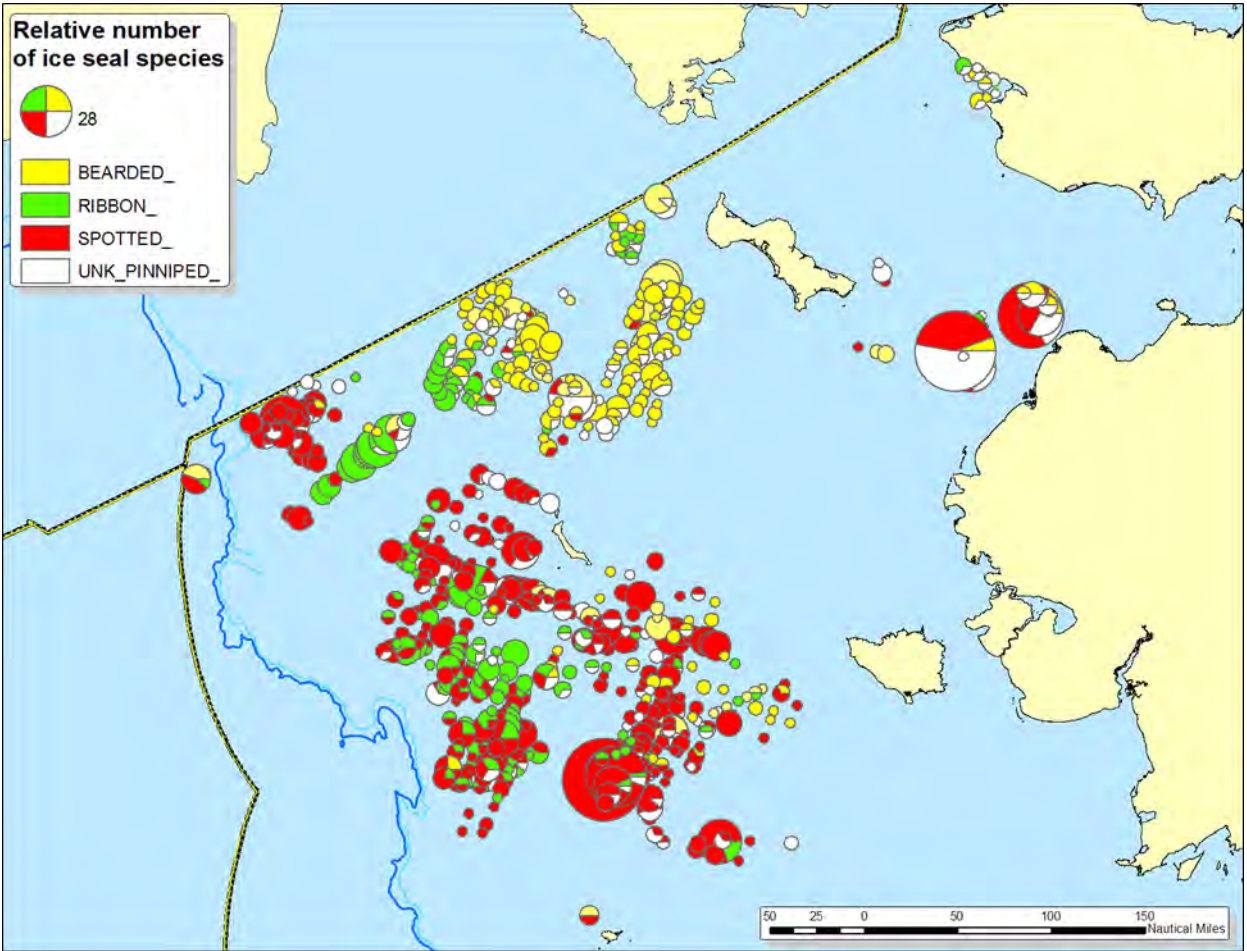 Relative number
of ice seal species
28
BEARDED_
RIBBON_
SPOTTED_
UNK_PINNIPED_
50 25 0 50 100 150
Nautical Miles